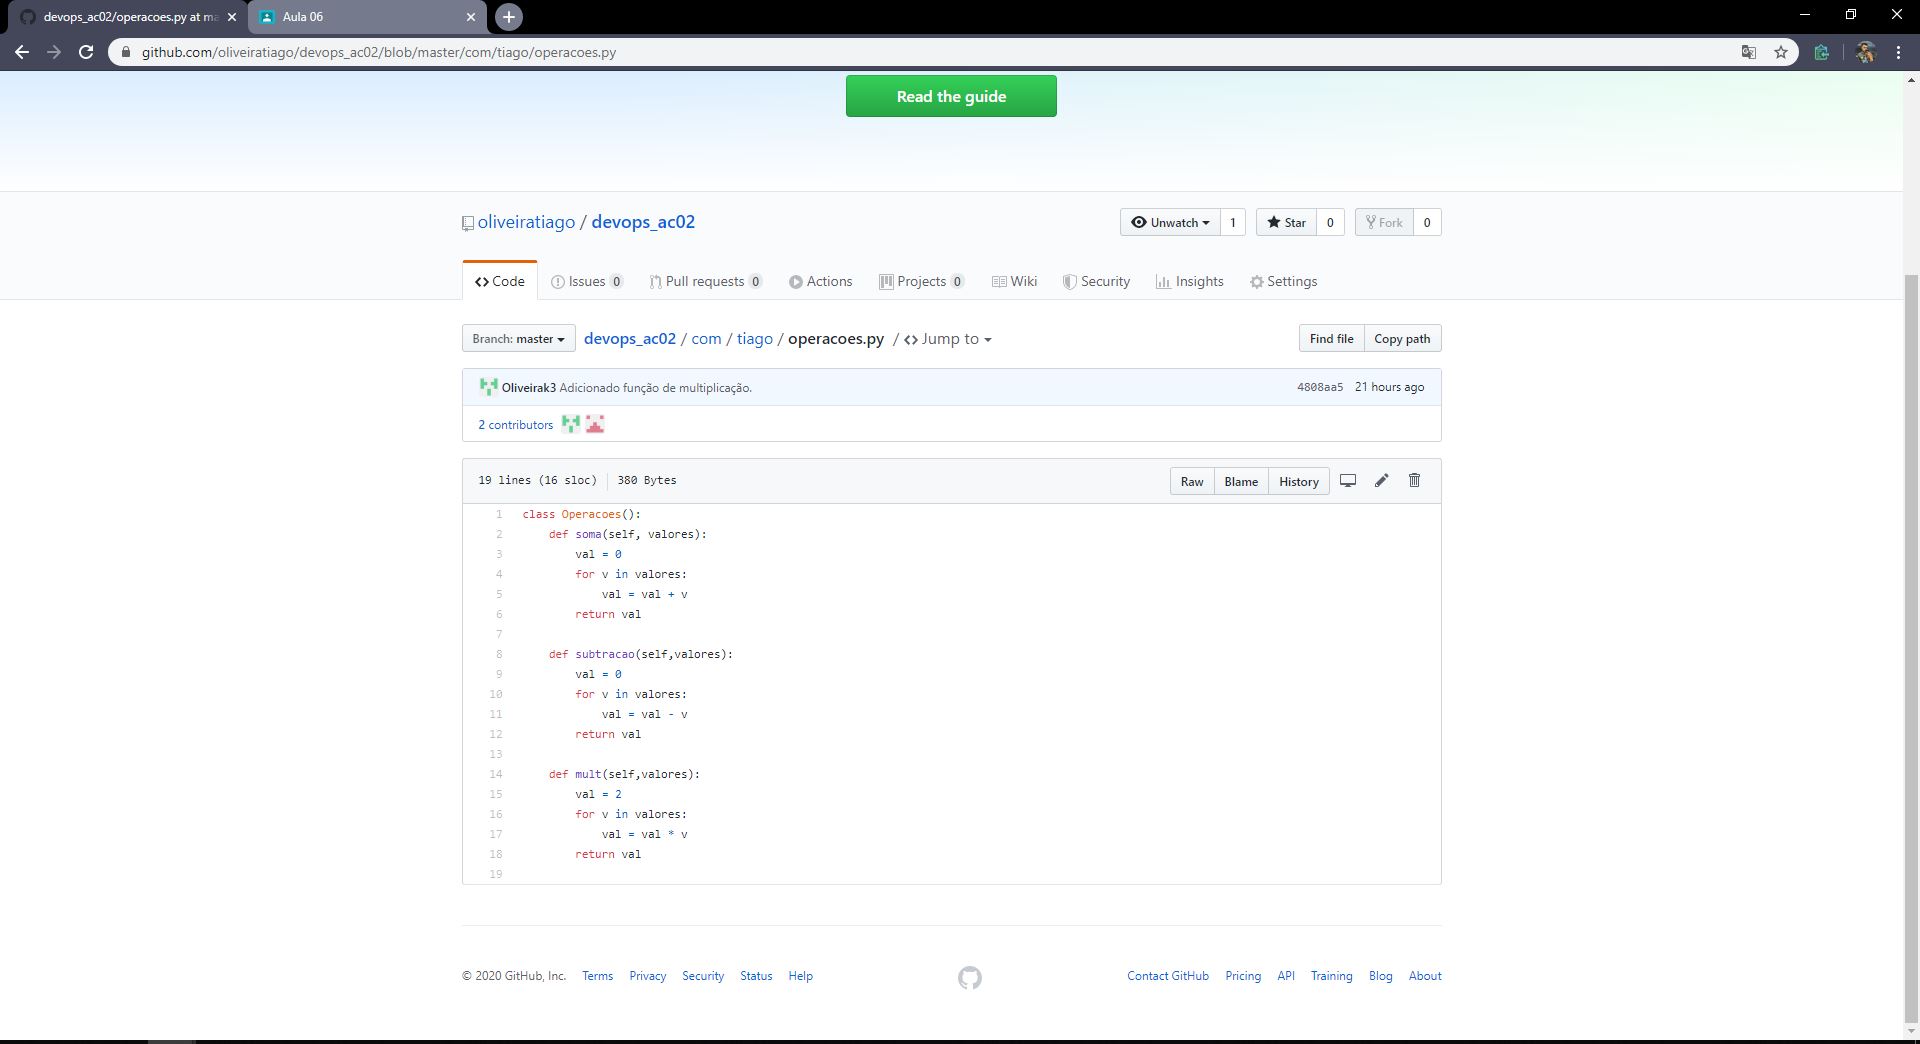 devops_ac02/operacoes.py at ma
Aula 06
github.com/oliveiratiago/devops_ac02/blob/master/com/tiago/operacoes.py
Read the guide
oliveiratiago / devops_ac02
Unwatch 1 Star 0 Fork 0
Code Issues 0 Pull requests 0 Actions Projects 0 Wiki Security Insights Settings
Branch: master devops_ac02 / com / tiago / operacoes.py / <> Jump to Find file Copy path
Oliveirak3 Adicionado função de multiplicação. 4808aa5 21 hours ago
2 contributors
19 lines (16 sloc) 380 Bytes Raw Blame History
1 class Operacoes():
2     def soma(self, valores):
3         val = 0
4         for v in valores:
5             val = val + v
6         return val
7
8     def subtracao(self,valores):
9         val = 0
10         for v in valores:
11             val = val - v
12         return val
13
14     def mult(self,valores):
15         val = 2
16         for v in valores:
17             val = val * v
18         return val
19
© 2020 GitHub, Inc. Terms Privacy Security Status Help Contact GitHub Pricing API Training Blog About